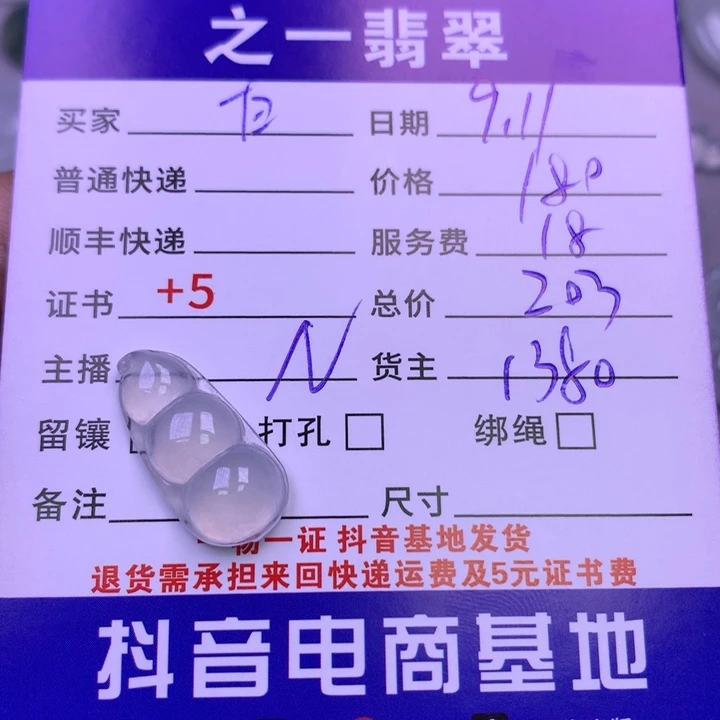 之一翡翠
买家 日期 9.11
普通快递 价格 180
顺丰快递 服务费 18
证书 +5 总价 203
主播 N 货主 1380
留镶 打孔 绑绳
备注 尺寸
一物一证 抖音基地发货
退货需承担来回快递运费及5元证书费
抖音电商基地